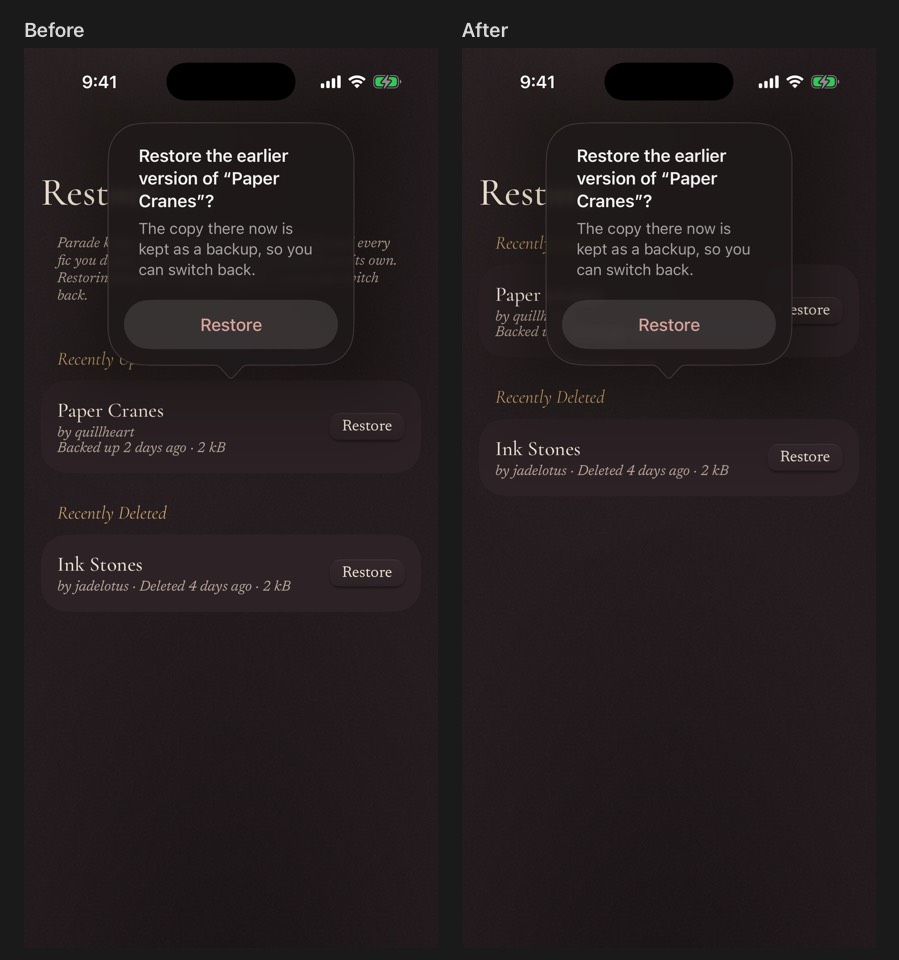 Before
9:41
Restore the earlier
version of “Paper
Cranes”?
The copy there now is
kept as a backup, so you
can switch back.
Restore
Rest
Parade
every
fic you
its own.
back.
Recently
Paper Cranes
by quillheart
Backed up 2 days ago · 2 kB
Restore
Recently Deleted
Ink Stones
by jadelotus · Deleted 4 days ago · 2 kB
Restore
After
9:41
Restore the earlier
version of “Paper
Cranes”?
The copy there now is
kept as a backup, so you
can switch back.
Restore
Rest
Recently
Paper
by quillh
Backed
estore
Recently Deleted
Ink Stones
by jadelotus · Deleted 4 days ago · 2 kB
Restore